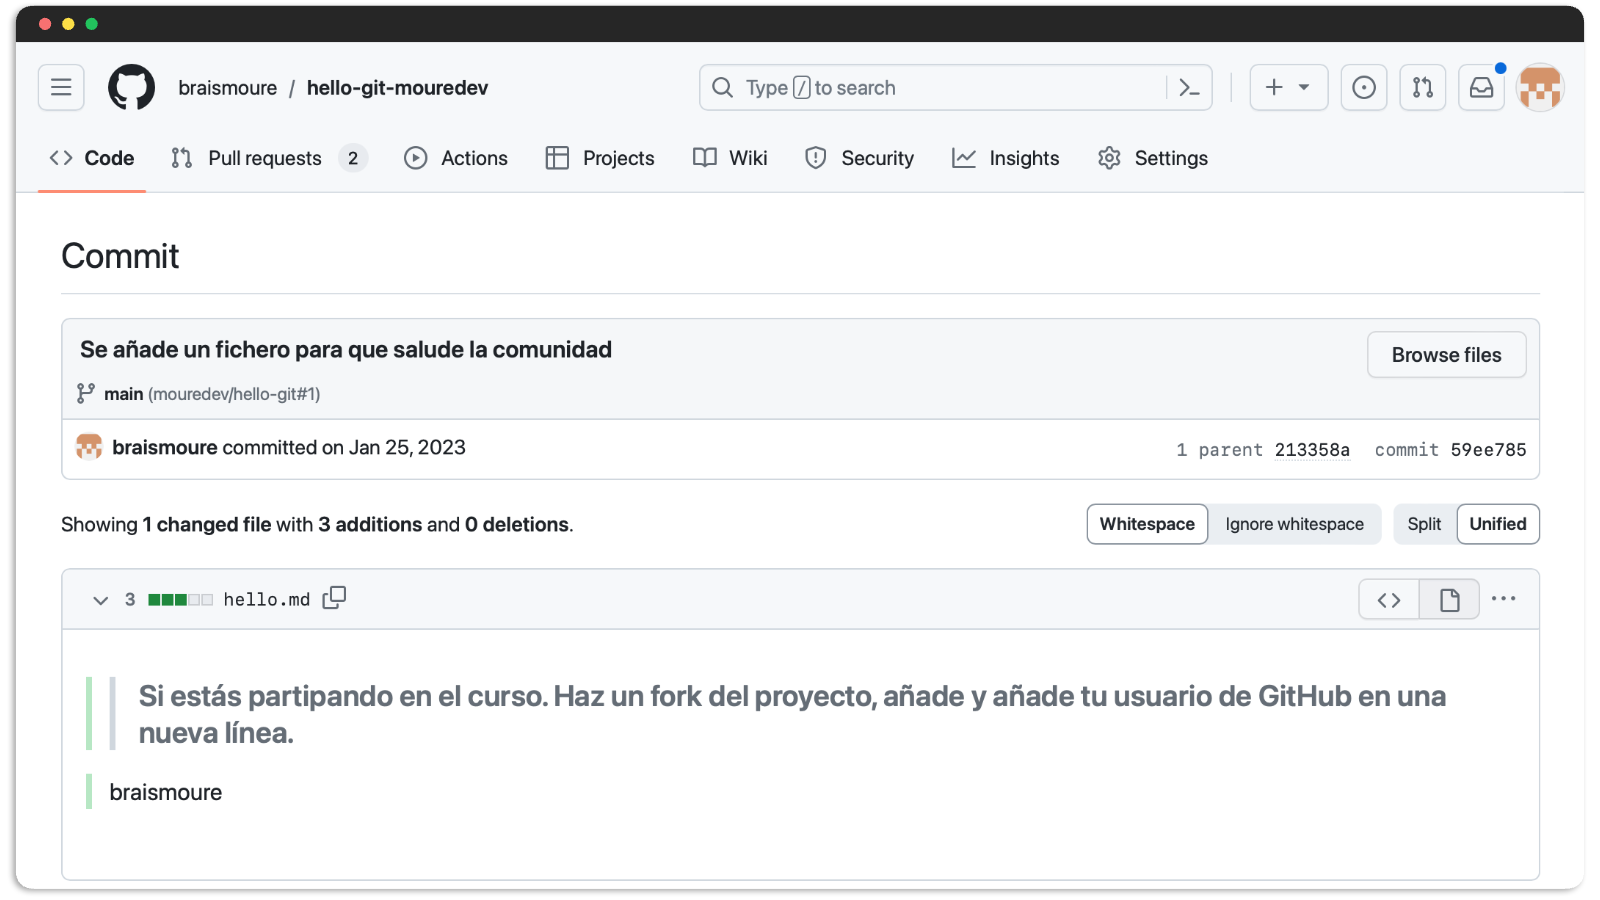 braismoure / hello-git-mouredev
Type / to search
Code
Pull requests 2
Actions
Projects
Wiki
Security
Insights
Settings
Commit
Se añade un fichero para que salude la comunidad
Browse files
main (mouredev/hello-git#1)
braismoure committed on Jan 25, 2023
1 parent 213358a commit 59ee785
Showing 1 changed file with 3 additions and 0 deletions.
Whitespace Ignore whitespace
Split Unified
3 hello.md
Si estás partipando en el curso. Haz un fork del proyecto, añade y añade tu usuario de GitHub en una
nueva línea.
braismoure